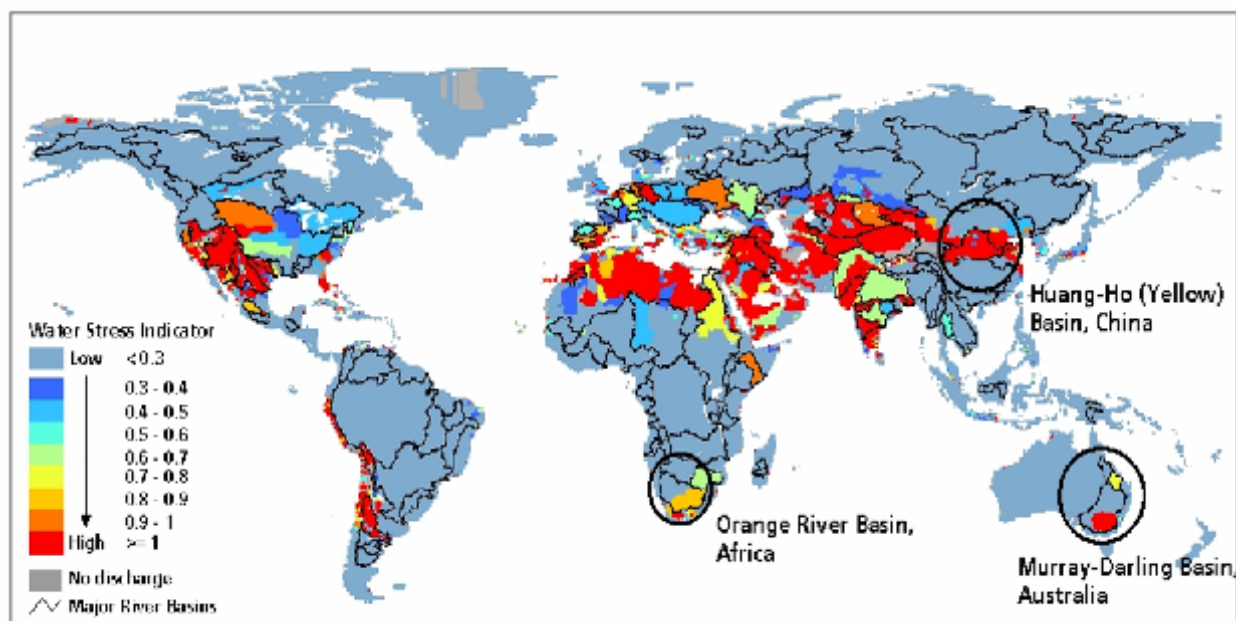 Huang-Ho (Yellow)
Basin, China
Water Stress Indicator
Low <0.3
0.3 - 0.4
0.4 - 0.5
0.5 - 0.6
0.6 - 0.7
0.7 - 0.8
0.8 - 0.9
0.9 - 1
High >= 1
No discharge
Major River Basins
Orange River Basin,
Africa
Murray-Darling Basin,
Australia